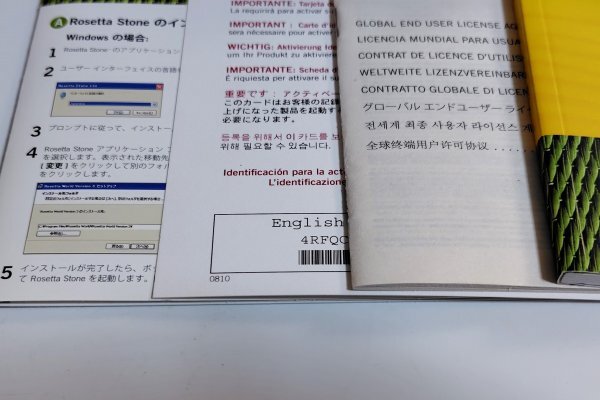 A Rosetta Stone のイン
Windows の場合:
1 Rosetta Stone のアプリケーション
2 ユーザー インターフェイスの言語
3 プロンプトに従って、インストー
4 Rosetta Stone アプリケーション
を選択します。表示された移動先
[変更] をクリックして別のフォル
をクリックします。
5 インストールが完了したら、ボッ
て Rosetta Stone を起動します。
IMPORTANTE: Tarjeta d
La requirirá para activar su
IMPORTANT : Carte d'i
sera nécessaire pour activer
WICHTIG: Aktivierung Ide
um Ihr Produkt zu aktivieren
IMPORTANTE: Scheda d
È riquesta per attivare il su
重要です: アクティベー
このカードはお客様の記録
上げになった製品を起動する
必要になります。
등록을 위해서 이 카드를 보
위해 필요할 수 있습니다.
Identificación para la act
L'identificazione
English
4RFQC
0810
GLOBAL END USER LICENSE AG
LICENCIA MUNDIAL PARA USUA
CONTRAT DE LICENCE D'UTILIS
WELTWEITE LIZENZVEREINBAR
CONTRATTO GLOBALE DI LICEN
グローバル エンドユーザー ライ
전세계 최종 사용자 라이선스 계
全球终端用户许可协议 ......